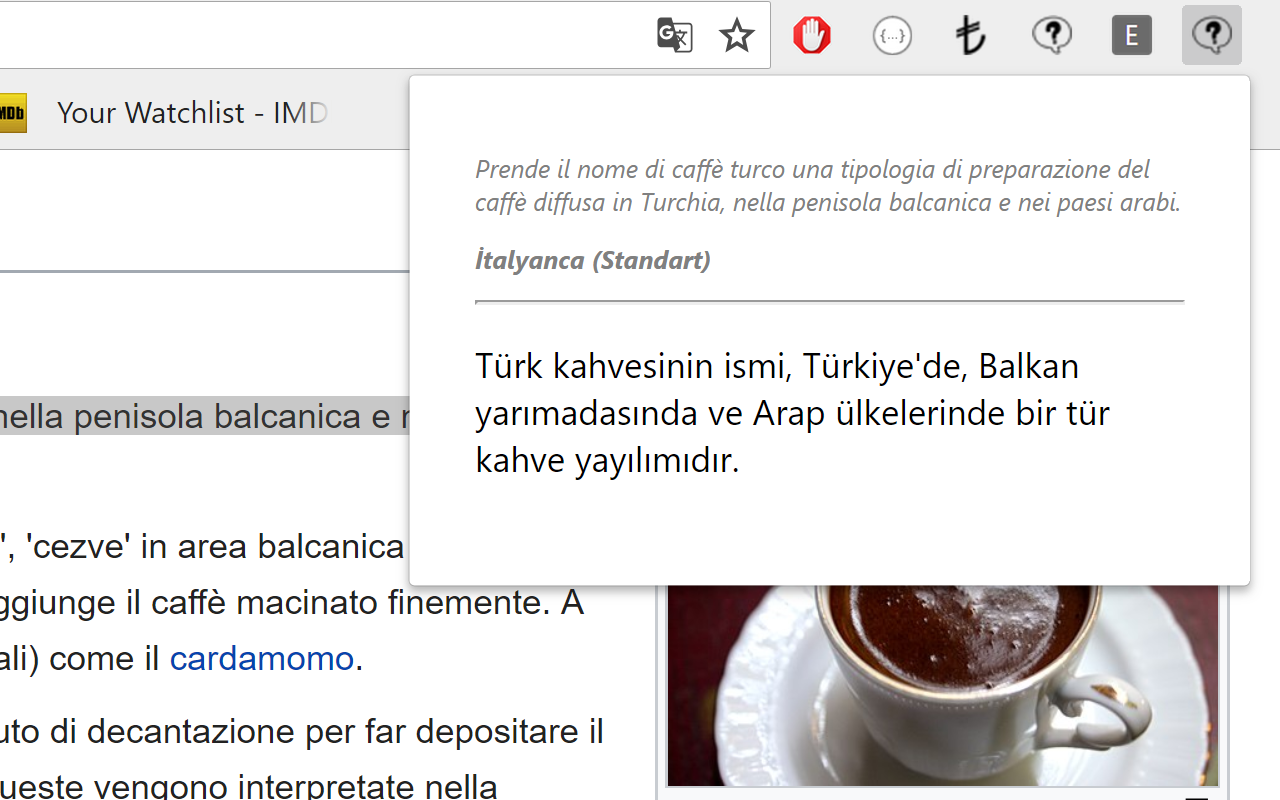 E
MDb Your Watchlist - IMD
Prende il nome di caffè turco una tipologia di preparazione del
caffè diffusa in Turchia, nella penisola balcanica e nei paesi arabi.
İtalyanca (Standart)
Türk kahvesinin ismi, Türkiye'de, Balkan
yarımadasında ve Arap ülkelerinde bir tür
kahve yayılımıdır.
nella penisola balcanica e n
', 'cezve' in area balcanica
ggiunge il caffè macinato finemente. A
ali) come il cardamomo.
uto di decantazione per far depositare il
ueste vengono interpretate nella